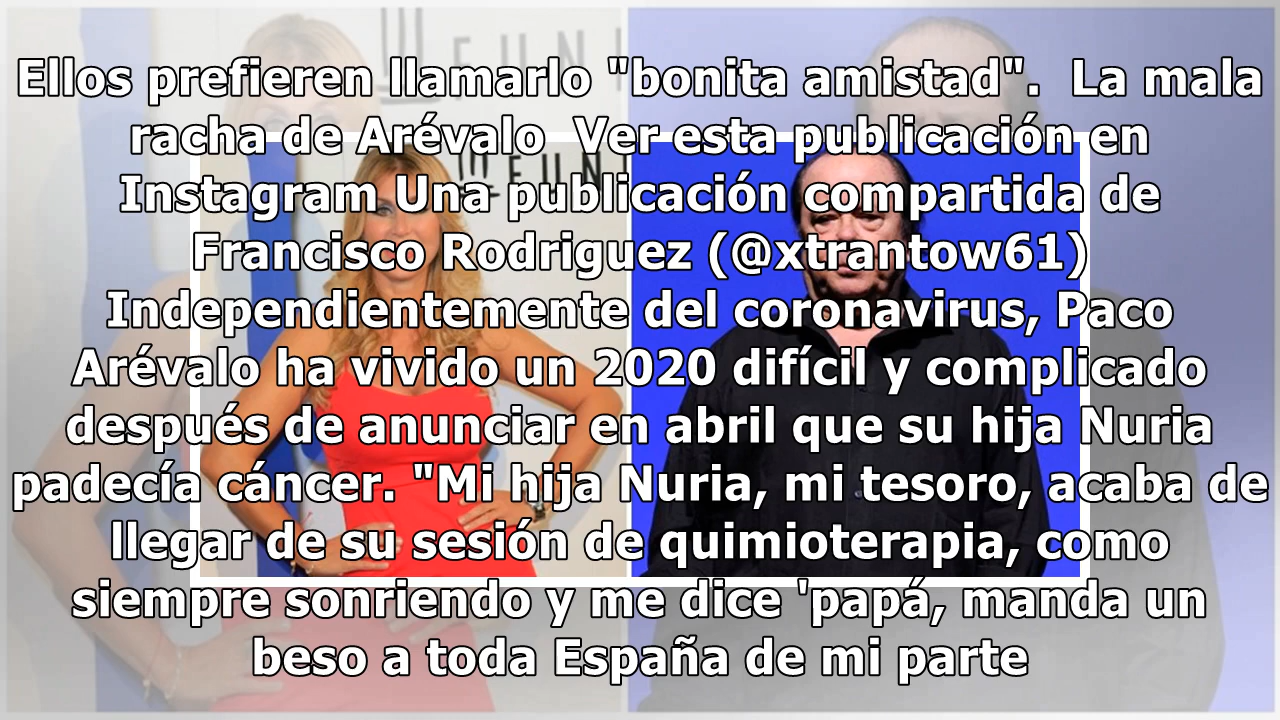 Ellos prefieren llamarlo "bonita amistad".  La mala
racha de Arévalo  Ver esta publicación en
Instagram Una publicación compartida de
Francisco Rodriguez (@xtrantow61)
Independientemente del coronavirus, Paco
Arévalo ha vivido un 2020 difícil y complicado
después de anunciar en abril que su hija Nuria
padecía cáncer. "Mi hija Nuria, mi tesoro, acaba de
llegar de su sesión de quimioterapia, como
siempre sonriendo y me dice 'papá, manda un
beso a toda España de mi parte